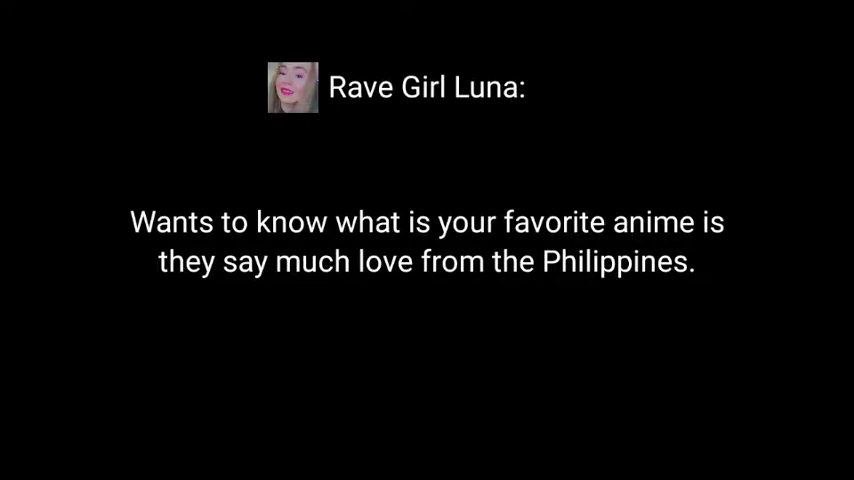 Rave Girl Luna:
Wants to know what is your favorite anime is
they say much love from the Philippines.